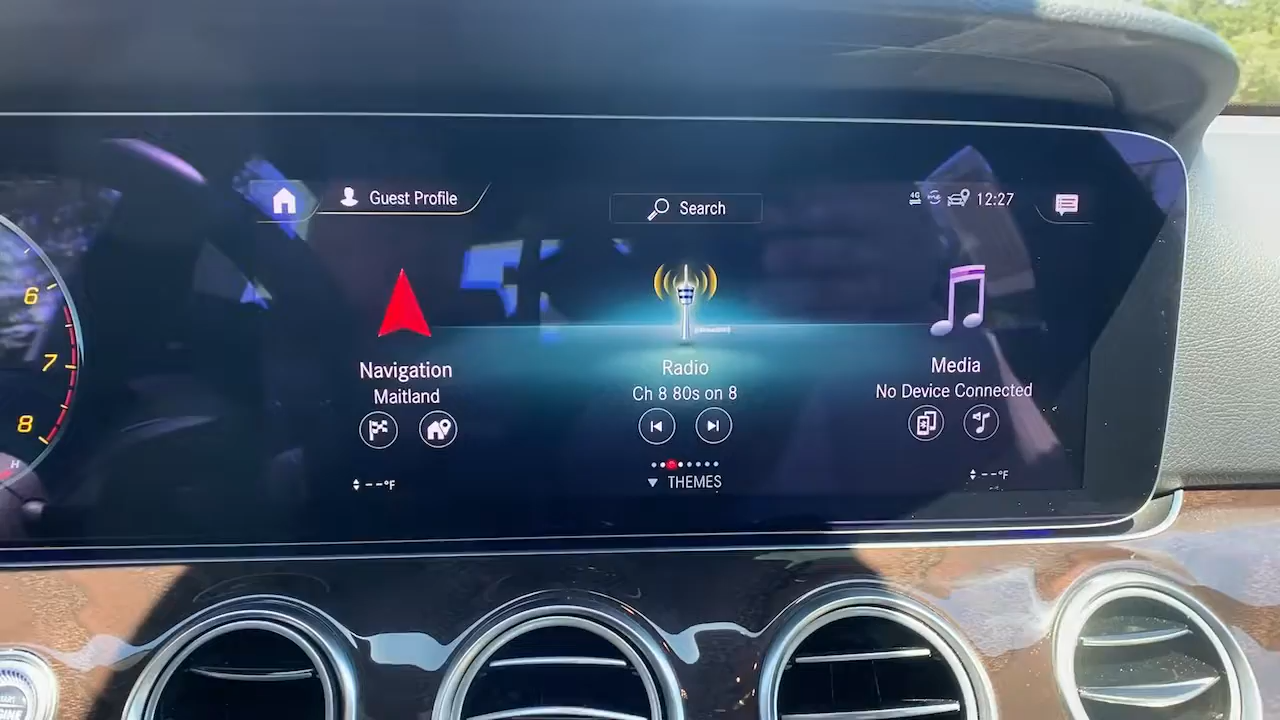 Guest Profile
Search
4G
12:27
6
7
8
H
Navigation
Maitland
Radio
Ch 8 80s on 8
Media
No Device Connected
THEMES
--°F
--°F